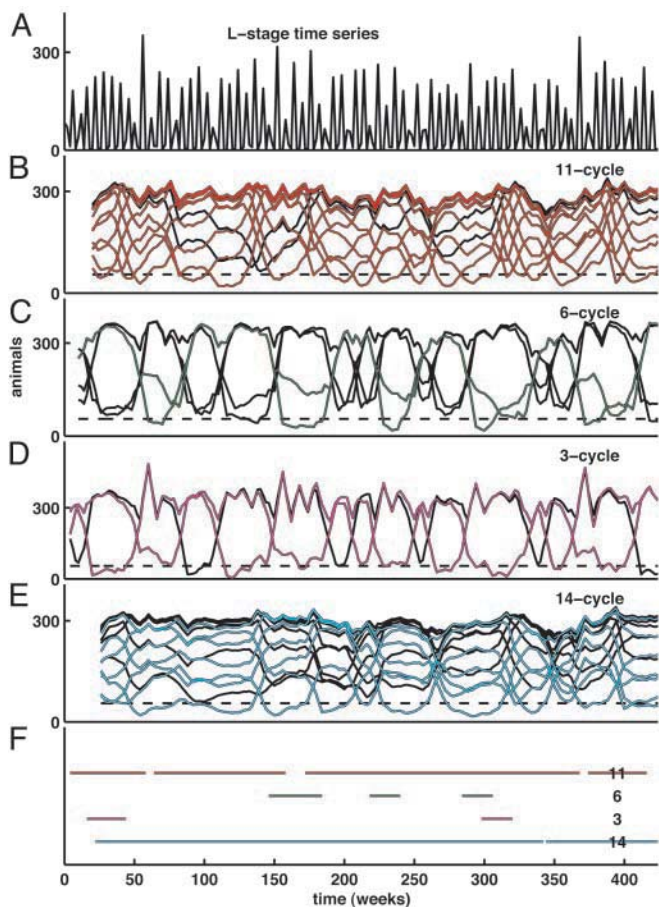 A
L-stage time series
300
0
B
11-cycle
300
0
C
6-cycle
300
0
animals
D
3-cycle
300
0
E
14-cycle
300
0
F
11
6
3
14
0 50 100 150 200 250 300 350 400
time (weeks)